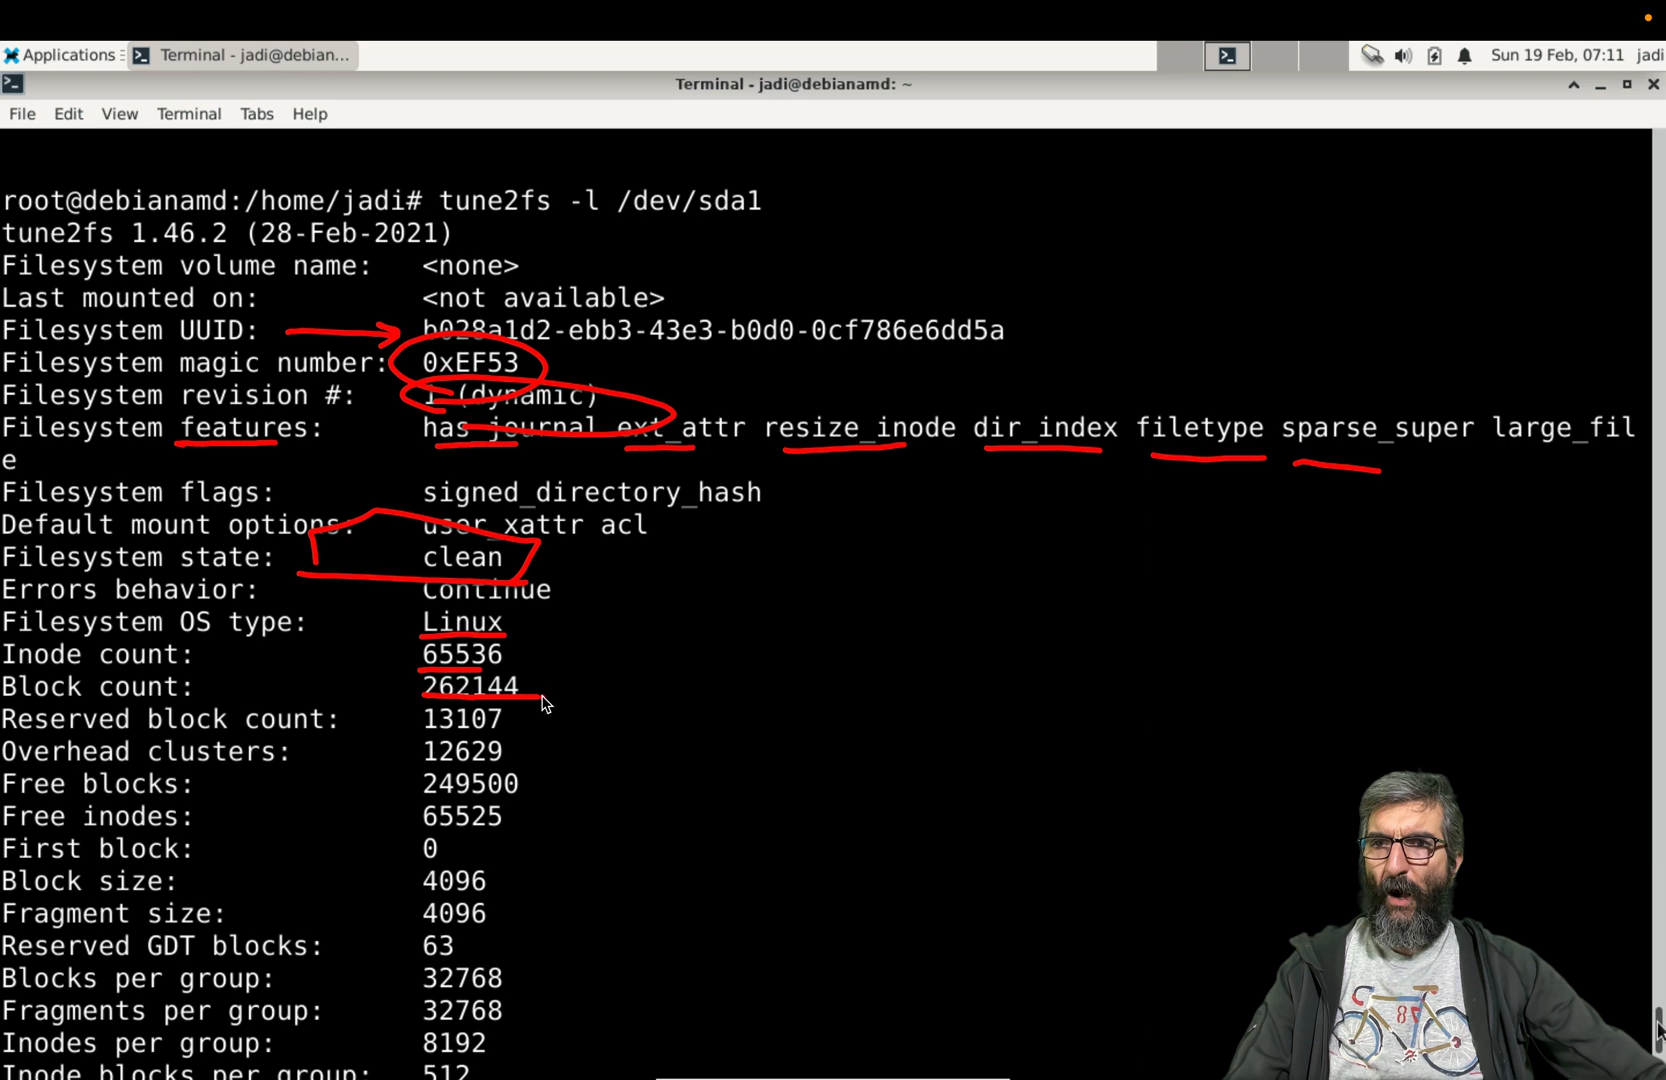 Applications
Terminal - jadi@debian...
Sun 19 Feb, 07:11 jadi
Terminal - jadi@debianamd: ~
File Edit View Terminal Tabs Help
root@debianamd:/home/jadi# tune2fs -l /dev/sda1
tune2fs 1.46.2 (28-Feb-2021)
Filesystem volume name: <none>
Last mounted on: <not available>
Filesystem UUID: b028a1d2-ebb3-43e3-b0d0-0cf786e6dd5a
Filesystem magic number: 0xEF53
Filesystem revision #: 1 (dynamic)
Filesystem features: has_journal ext_attr resize_inode dir_index filetype sparse_super large_fil
e
Filesystem flags: signed_directory_hash
Default mount options: user_xattr acl
Filesystem state: clean
Errors behavior: Continue
Filesystem OS type: Linux
Inode count: 65536
Block count: 262144
Reserved block count: 13107
Overhead clusters: 12629
Free blocks: 249500
Free inodes: 65525
First block: 0
Block size: 4096
Fragment size: 4096
Reserved GDT blocks: 63
Blocks per group: 32768
Fragments per group: 32768
Inodes per group: 8192
Inode blocks per group: 512